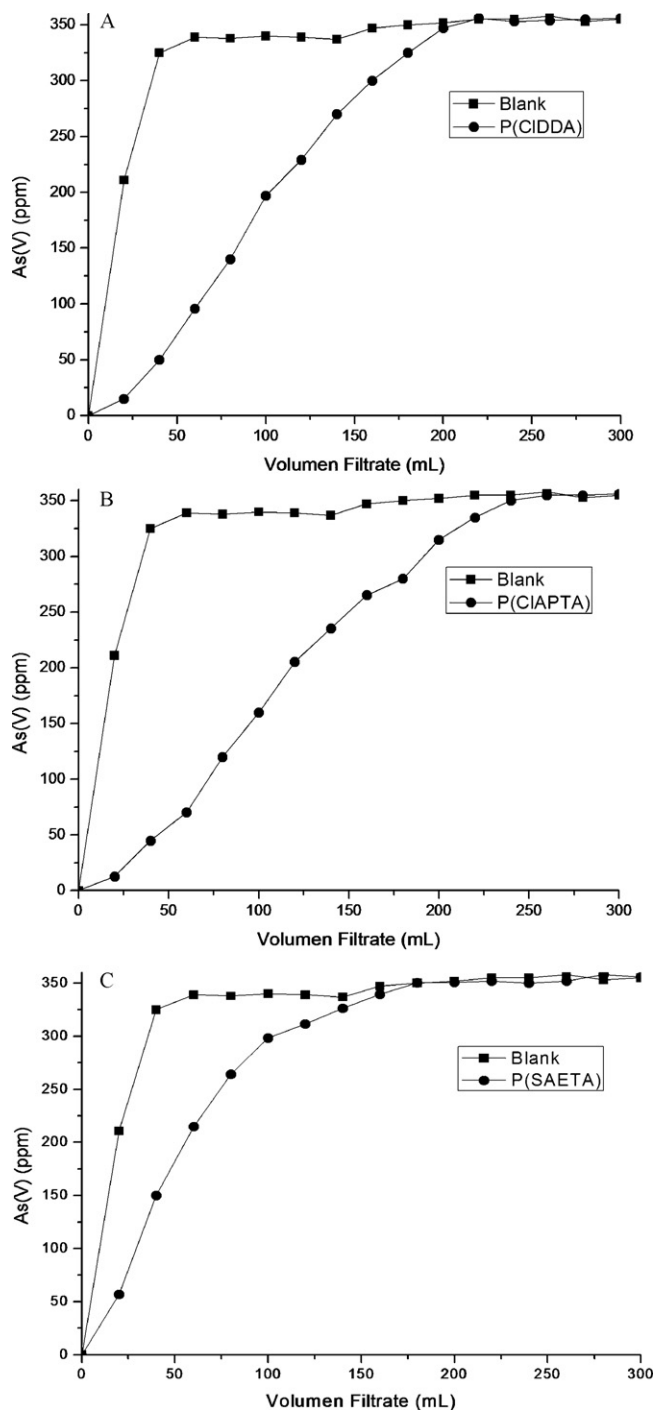 A
350
300
250
200
150
100
50
0
As(V) (ppm)
Blank
P(ClDDA)
0 50 100 150 200 250 300
Volumen Filtrate (mL)
B
350
300
250
200
150
100
50
0
As(V) (ppm)
Blank
P(ClAPTA)
0 50 100 150 200 250 300
Volumen Filtrate (mL)
C
350
300
250
200
150
100
50
0
As(V) (ppm)
Blank
P(SAETA)
0 50 100 150 200 250 300
Volumen Filtrate (mL)